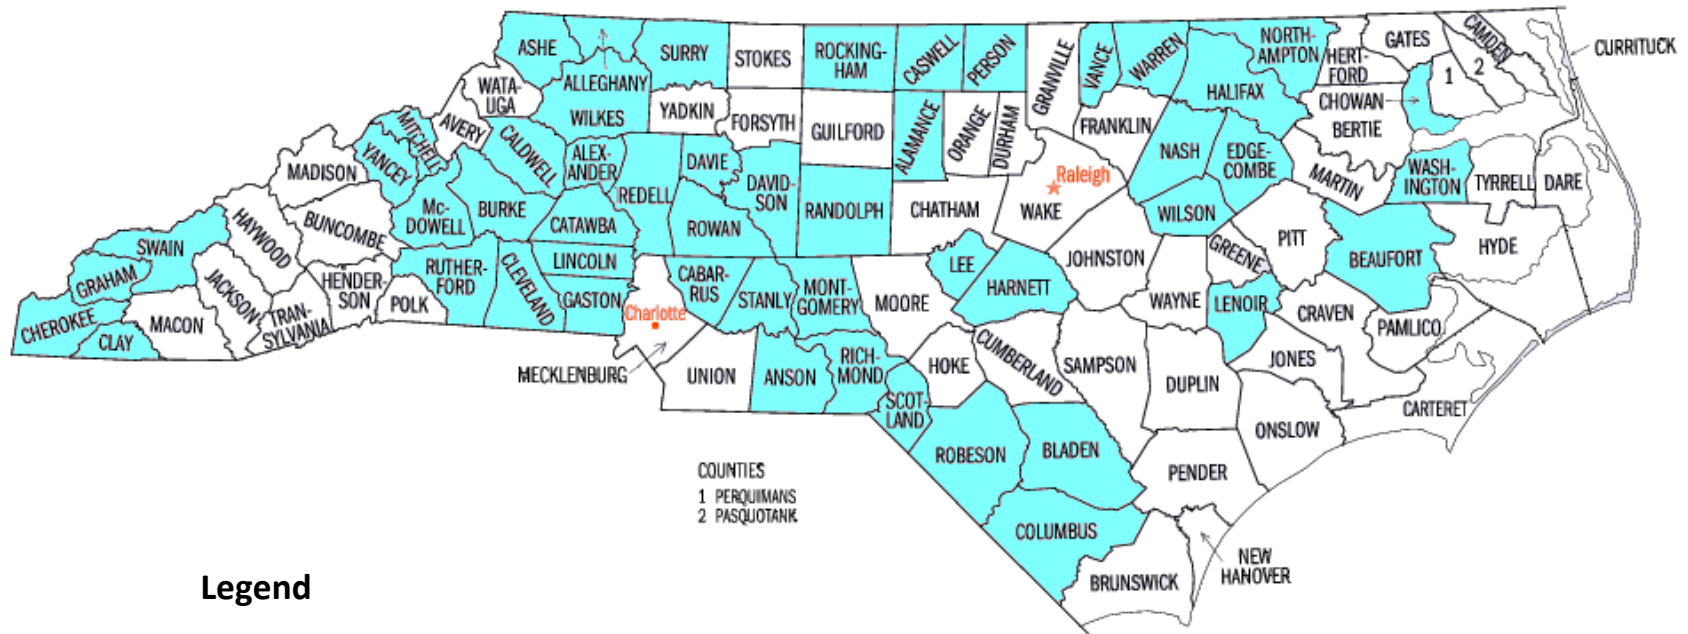 ASHE
ALLEGHANY
SURRY
STOKES
ROCKING-
HAM
CASWELL
PERSON
GRANVILLE
VANCE
WARREN
NORTH-
AMPTON
HERT-
FORD
GATES
CAMDEN
CURRITUCK
WATA-
UGA
WILKES
YADKIN
FORSYTH
GUILFORD
ALAMANCE
ORANGE
DURHAM
FRANKLIN
HALIFAX
CHOWAN
BERTIE
1
2
MITCHELL
AVERY
CALDWELL
ALEX-
ANDER
REDELL
DAVIE
DAVID-
SON
RANDOLPH
CHATHAM
WAKE
Raleigh
NASH
EDGE-
COMBE
MARTIN
WASH-
INGTON
TYRRELL
DARE
MADISON
YANCEY
Mc-
DOWELL
BURKE
CATAWBA
ROWAN
WILSON
PITT
BEAUFORT
HYDE
SWAIN
HAYWOOD
BUNCOMBE
RUTHER-
FORD
CLEVELAND
LINCOLN
GASTON
CABAR-
RUS
STANLY
MONT-
GOMERY
MOORE
LEE
HARNETT
JOHNSTON
WAYNE
GREENE
LENOIR
CRAVEN
PAMLICO
GRAHAM
CHEROKEE
CLAY
MACON
JACKSON
TRAN-
SYLVANIA
HENDER-
SON
POLK
Charlotte
MECKLENBURG
UNION
ANSON
RICH-
MOND
SCOT-
LAND
HOKE
CUMBERLAND
SAMPSON
DUPLIN
JONES
ONSLOW
CARTERET
ROBESON
BLADEN
PENDER
COLUMBUS
BRUNSWICK
NEW
HANOVER
COUNTIES
1 PERQUIMANS
2 PASQUOTANK
Legend